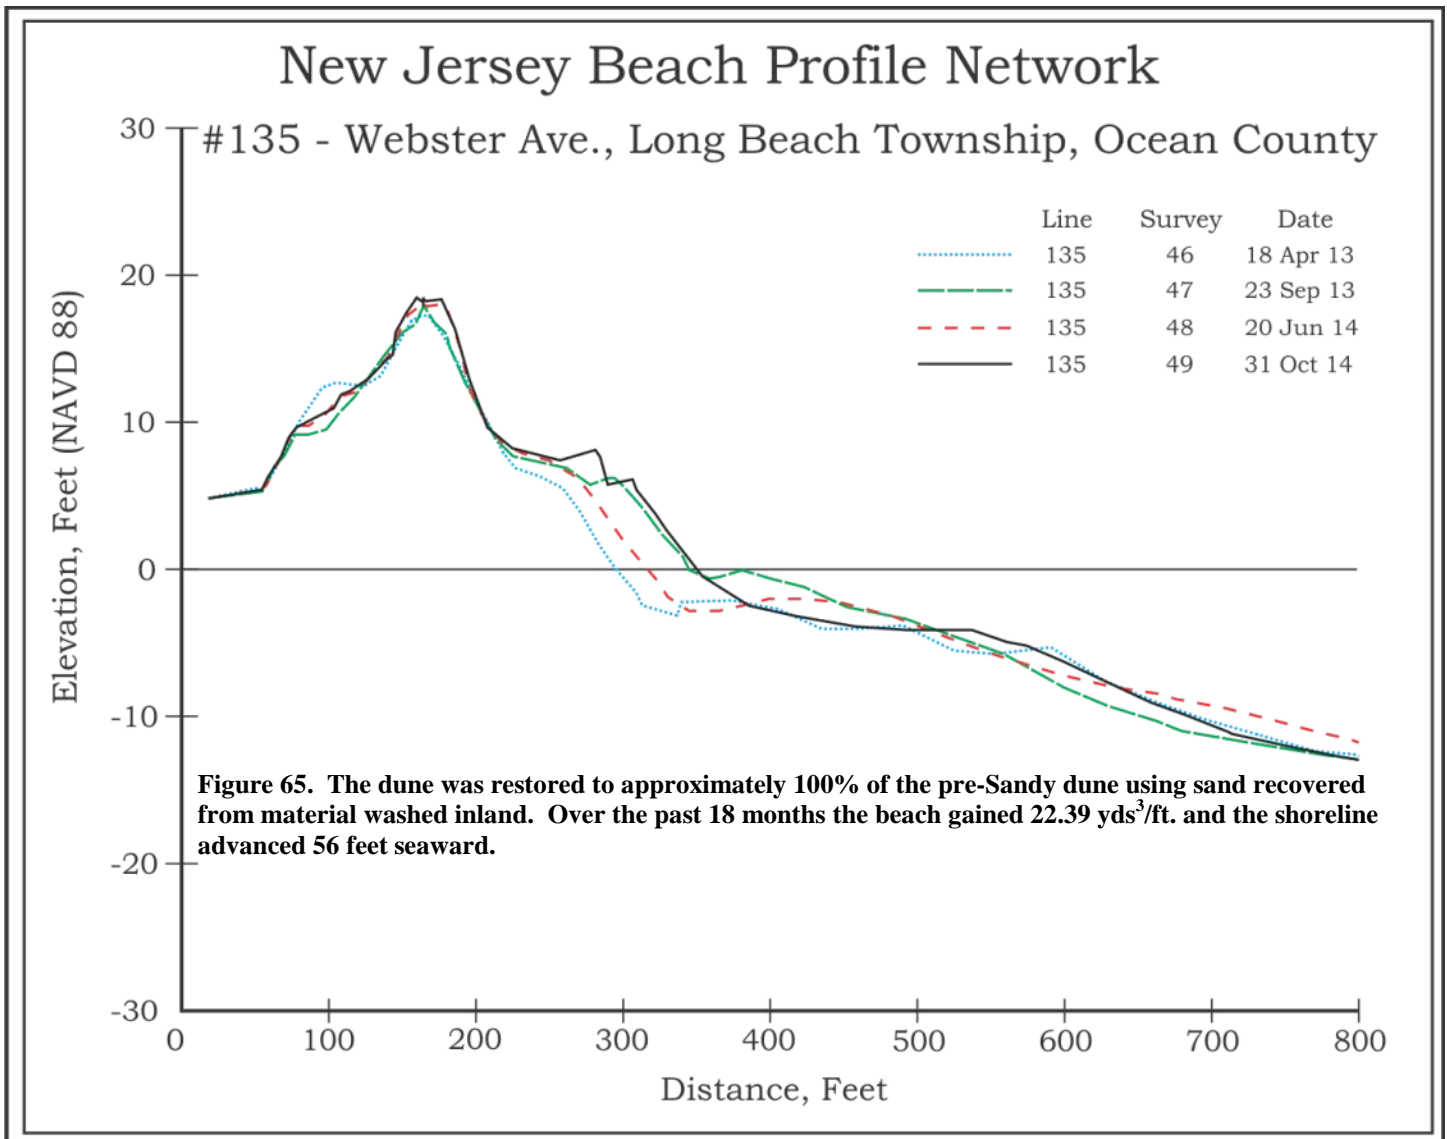 New Jersey Beach Profile Network
#135 - Webster Ave., Long Beach Township, Ocean County
Line Survey Date
135 46 18 Apr 13
135 47 23 Sep 13
135 48 20 Jun 14
135 49 31 Oct 14
Elevation, Feet (NAVD 88)
30
20
10
0
-10
-20
-30
Figure 65. The dune was restored to approximately 100% of the pre-Sandy dune using sand recovered
from material washed inland. Over the past 18 months the beach gained 22.39 yds³/ft. and the shoreline
advanced 56 feet seaward.
0 100 200 300 400 500 600 700 800
Distance, Feet